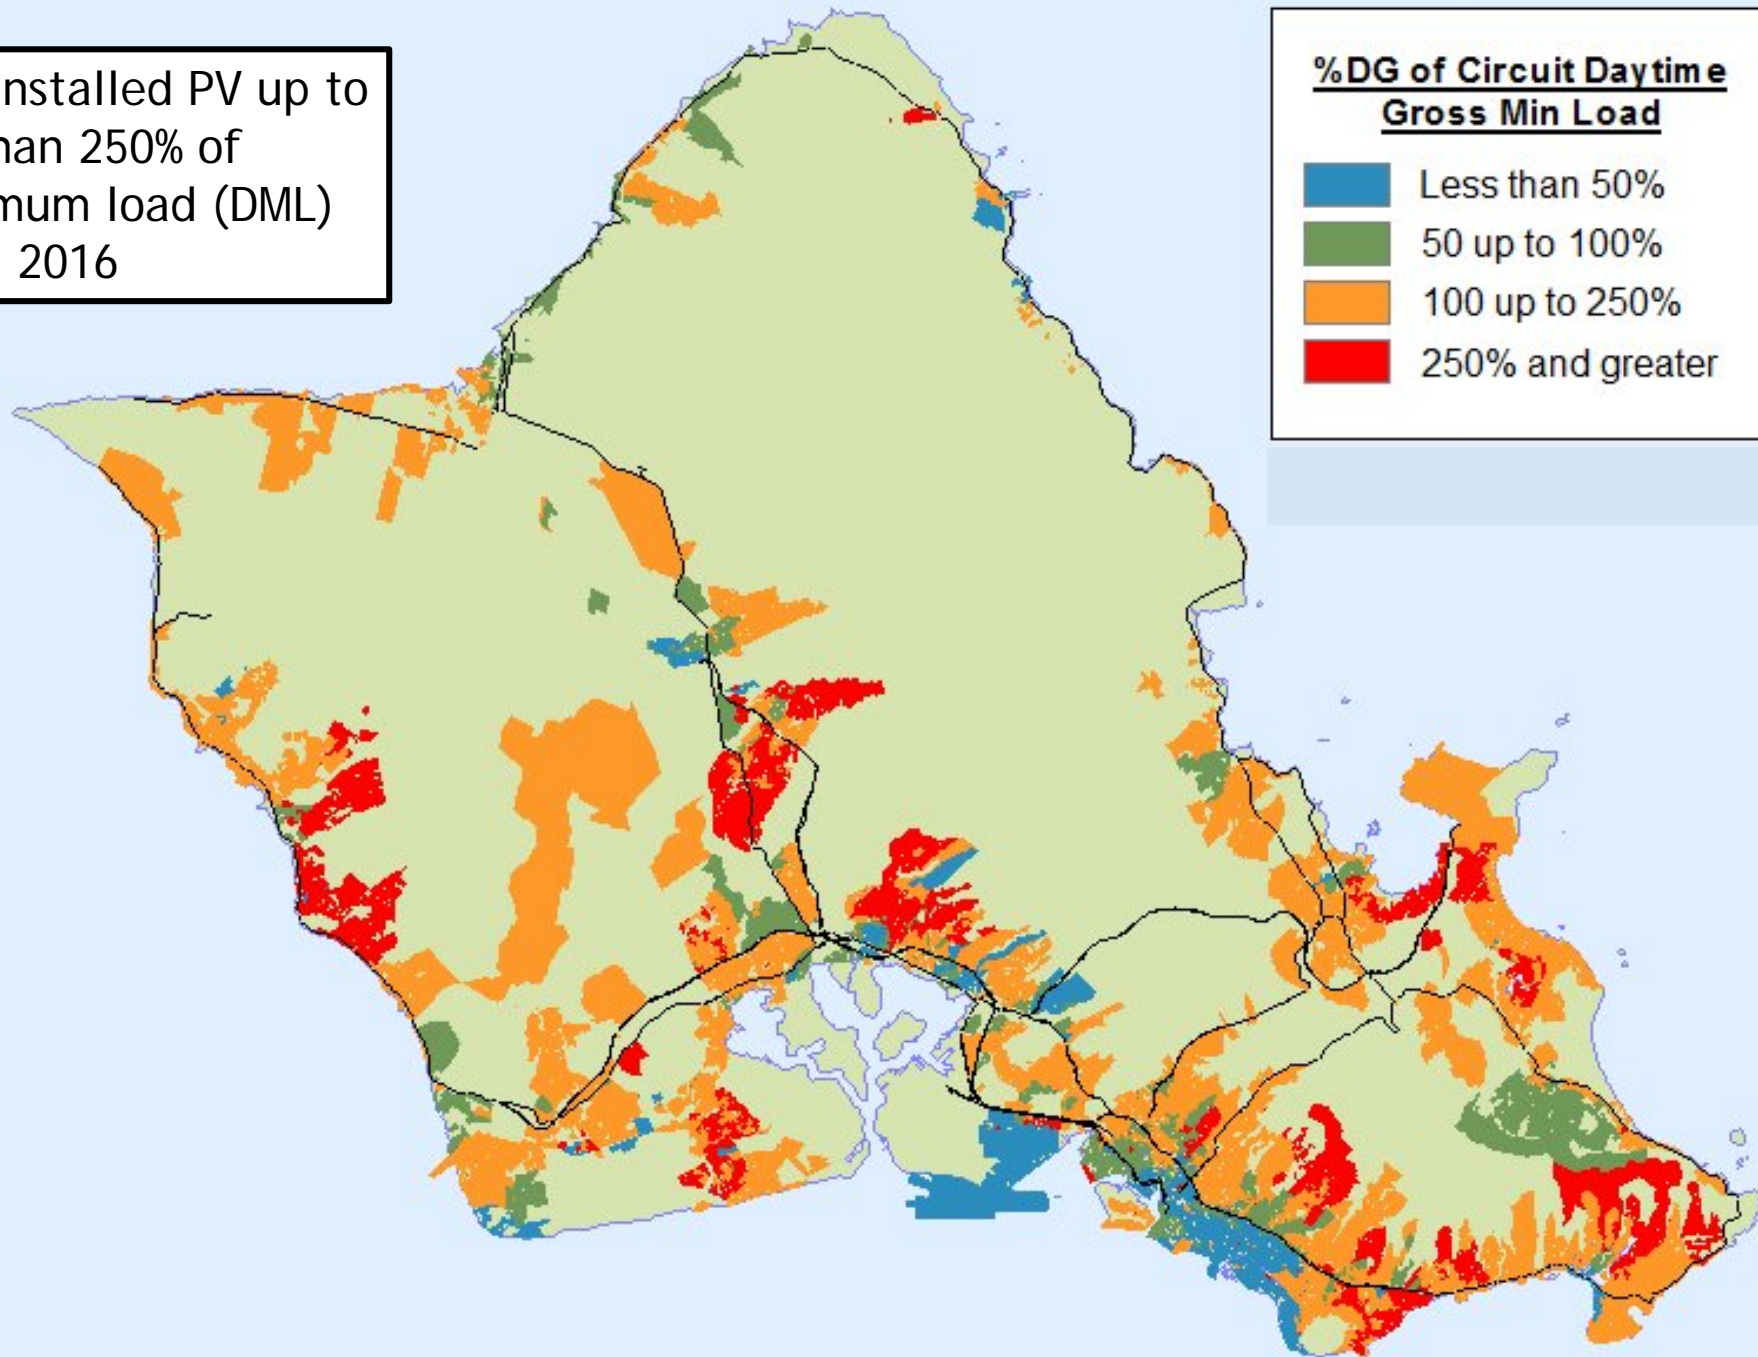 nstalled PV up to
han 250% of
mum load (DML)
2016
%DG of Circuit Daytime
Gross Min Load
Less than 50%
50 up to 100%
100 up to 250%
250% and greater